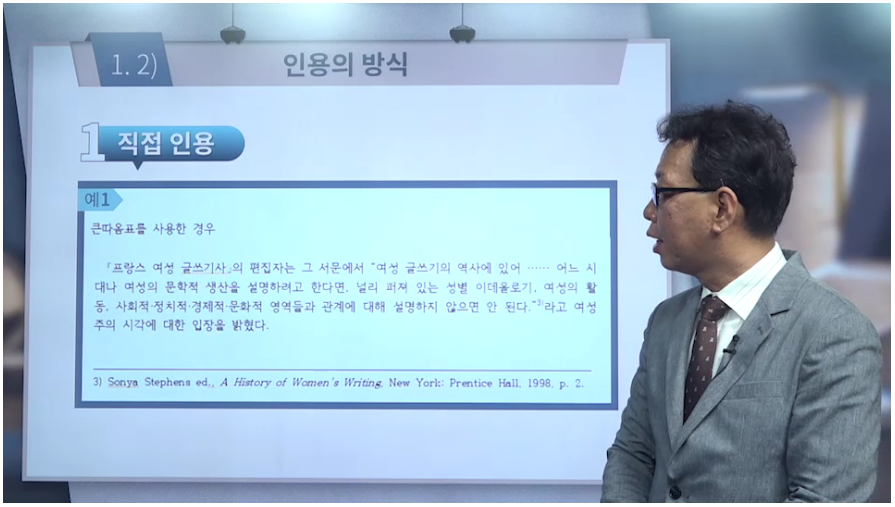 1. 2)
인용의 방식
1 직접 인용
예1
큰따옴표를 사용한 경우
『프랑스 여성 글쓰기사』의 편집자는 그 서문에서 “여성 글쓰기의 역사에 있어 …… 어느 시
대나 여성의 문학적 생산을 설명하려고 한다면, 널리 퍼져 있는 성별 이데올로기, 여성의 활
동, 사회적·정치적·경제적·문화적 영역들과 관계에 대해 설명하지 않으면 안 된다.”3)라고 여성
주의 시각에 대한 입장을 밝혔다.
3) Sonya Stephens ed., A History of Women's Writing, New York: Prentice Hall, 1998, p. 2.